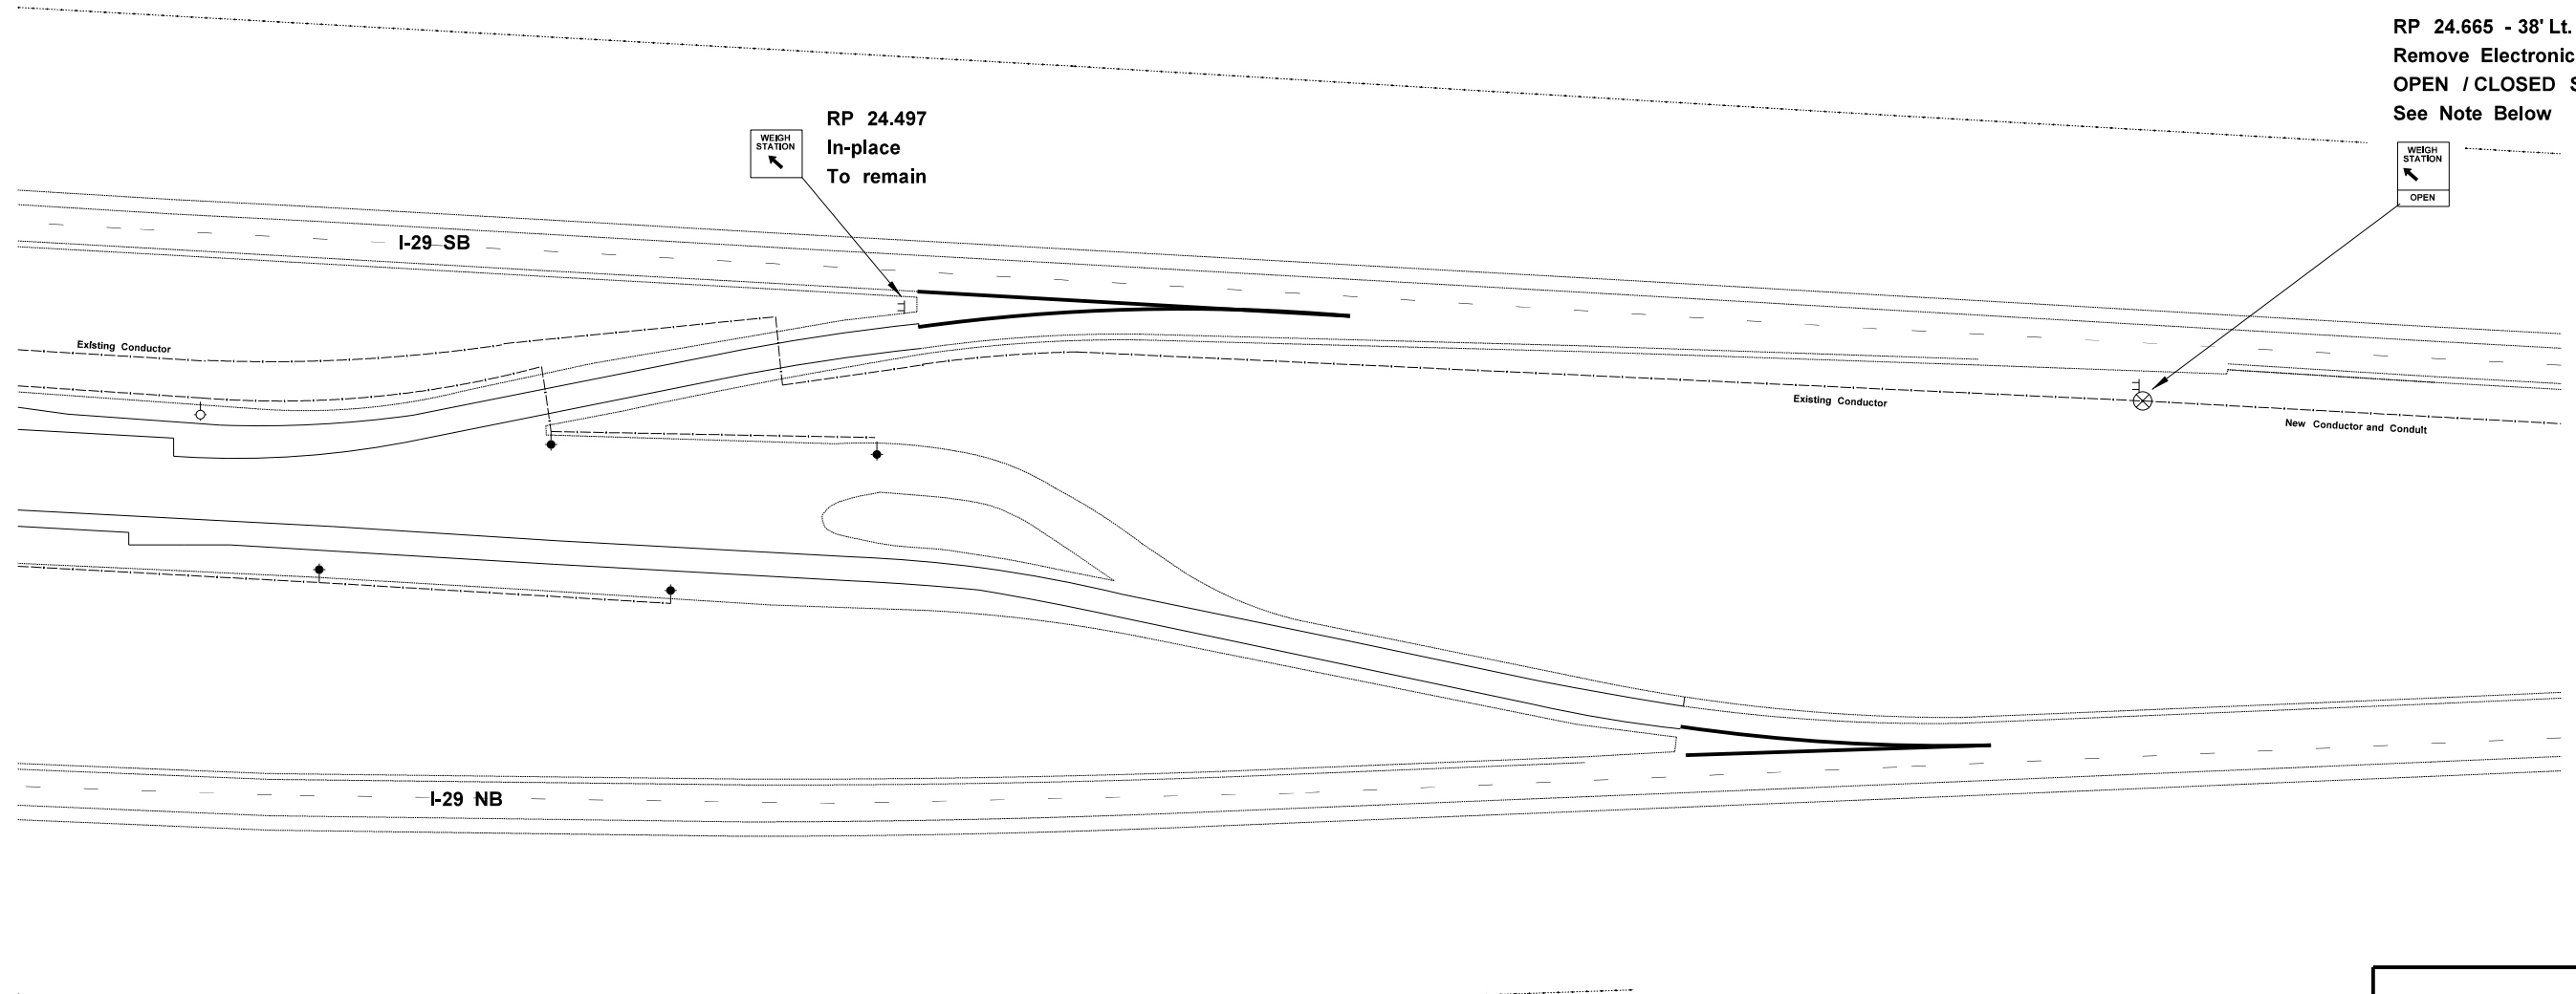 RP 24.665 - 38' Lt.
Remove Electronic
OPEN / CLOSED S
See Note Below
RP 24.497
In-place
To remain
WEIGH
STATION
WEIGH
STATION
OPEN
I-29 SB
Existing Conductor
Existing Conductor
New Conductor and Conduit
I-29 NB